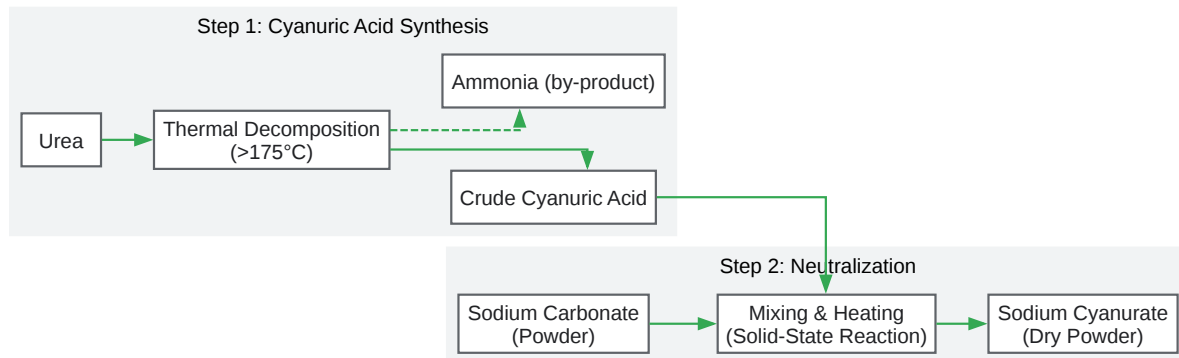 Step 1: Cyanuric Acid Synthesis
Ammonia (by-product)
Urea
Thermal Decomposition
(>175°C)
Crude Cyanuric Acid
Step 2: Neutralization
Sodium Carbonate
(Powder)
Mixing & Heating
(Solid-State Reaction)
Sodium Cyanurate
(Dry Powder)